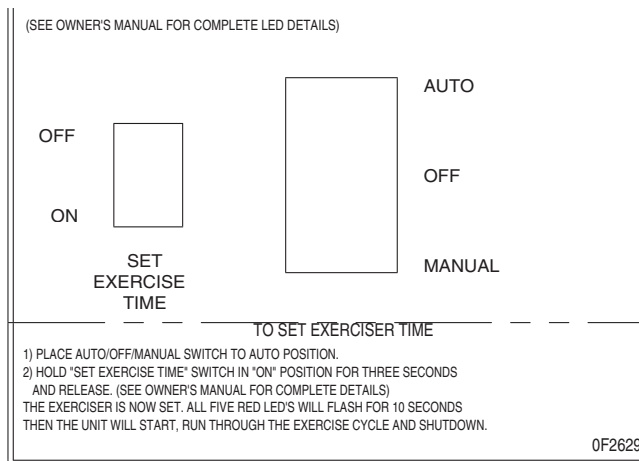 (SEE OWNER'S MANUAL FOR COMPLETE LED DETAILS)
AUTO
OFF
OFF
ON
MANUAL
SET
EXERCISE
TIME
TO SET EXERCISER TIME
1) PLACE AUTO/OFF/MANUAL SWITCH TO AUTO POSITION.
2) HOLD "SET EXERCISE TIME" SWITCH IN "ON" POSITION FOR THREE SECONDS
AND RELEASE. (SEE OWNER'S MANUAL FOR COMPLETE DETAILS)
THE EXERCISER IS NOW SET. ALL FIVE RED LED'S WILL FLASH FOR 10 SECONDS
THEN THE UNIT WILL START, RUN THROUGH THE EXERCISE CYCLE AND SHUTDOWN.
0F2629